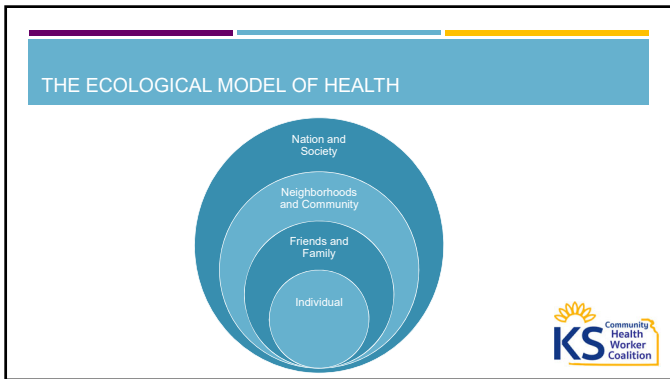 THE ECOLOGICAL MODEL OF HEALTH
Nation and
Society
Neighborhoods
and Community
Friends and
Family
Individual
KS
Community
Health
Worker
Coalition